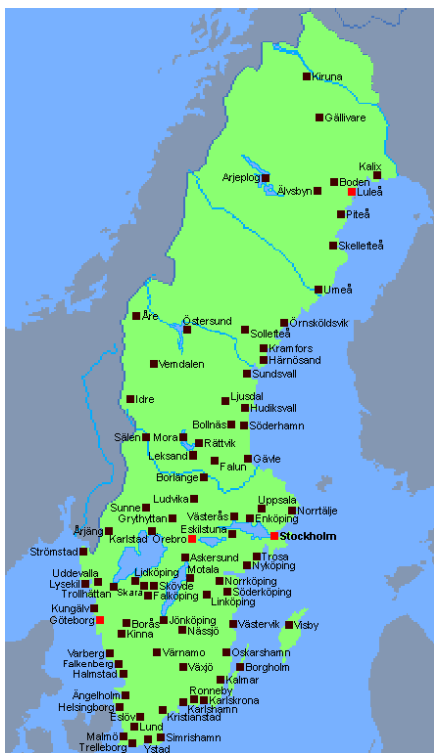 Kiruna
Gällivare
Kalix
Arjeplog
Boden
Älvsbyn
Luleå
Piteå
Skellefteå
Umeå
Åre
Östersund
Örnsköldsvik
Sollefteå
Kramfors
Härnösand
Vemdalen
Sundsvall
Idre
Ljusdal
Hudiksvall
Bollnäs
Söderhamn
Sälen
Mora
Rättvik
Leksand
Falun
Gävle
Borlänge
Ludvika
Uppsala
Sunne
Norrtälje
Grythyttan
Västerås
Enköping
Årjäng
Karlstad
Örebro
Eskilstuna
Stockholm
Strönstad
Askersund
Trosa
Nyköping
Uddevalla
Lidköping
Motala
Lysekil
Skövde
Norrköping
Trollhättan
Skara
Falköping
Söderköping
Linköping
Kungälv
Göteborg
Borås
Jönköping
Västervik
Visby
Kinna
Nässjö
Varberg
Värnamo
Oskarshamn
Falkenberg
Växjö
Borgholm
Halmstad
Kalmar
Ängelholm
Ronneby
Karlskrona
Helsingborg
Karlshamn
Eslöv
Kristianstad
Lund
Malmö
Simrishamn
Trelleborg
Ystad